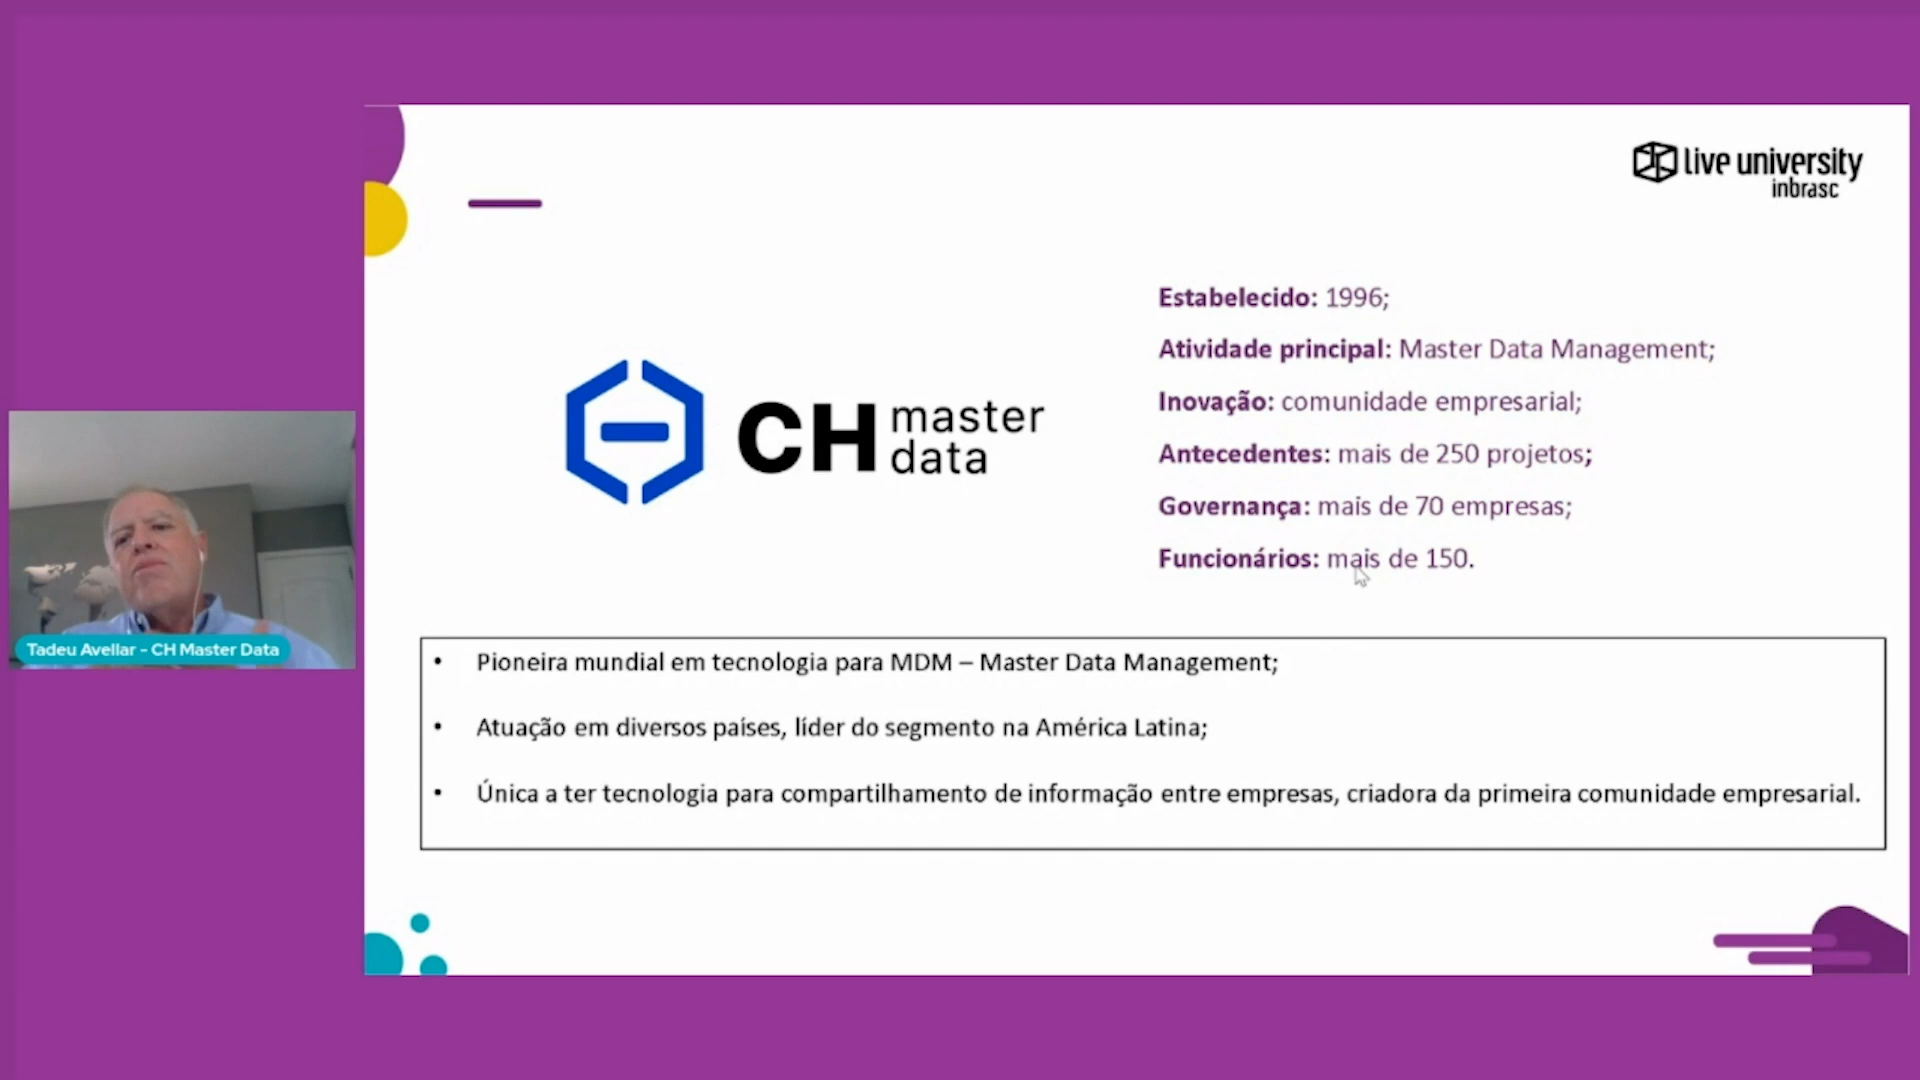 live university
inbrasc
CH master
data
Estabelecido: 1996;
Atividade principal: Master Data Management;
Inovação: comunidade empresarial;
Antecedentes: mais de 250 projetos;
Governança: mais de 70 empresas;
Funcionários: mais de 150.
Tadeu Avellar - CH Master Data
• Pioneira mundial em tecnologia para MDM – Master Data Management;
• Atuação em diversos países, líder do segmento na América Latina;
• Única a ter tecnologia para compartilhamento de informação entre empresas, criadora da primeira comunidade empresarial.